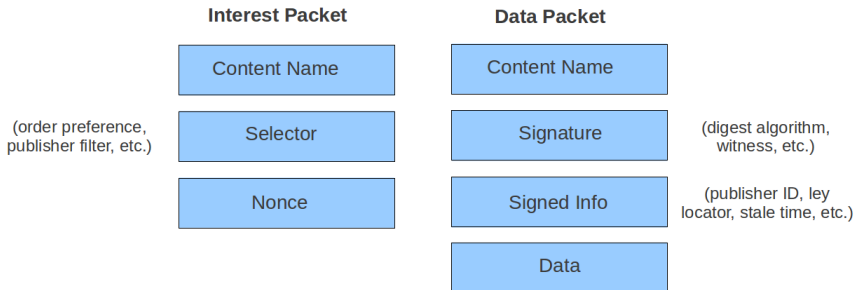 Interest Packet
Content Name
(order preference,
publisher filter, etc.)
Selector
Nonce
Data Packet
Content Name
Signature
(digest algorithm,
witness, etc.)
Signed Info
(publisher ID, ley
locator, stale time, etc.)
Data